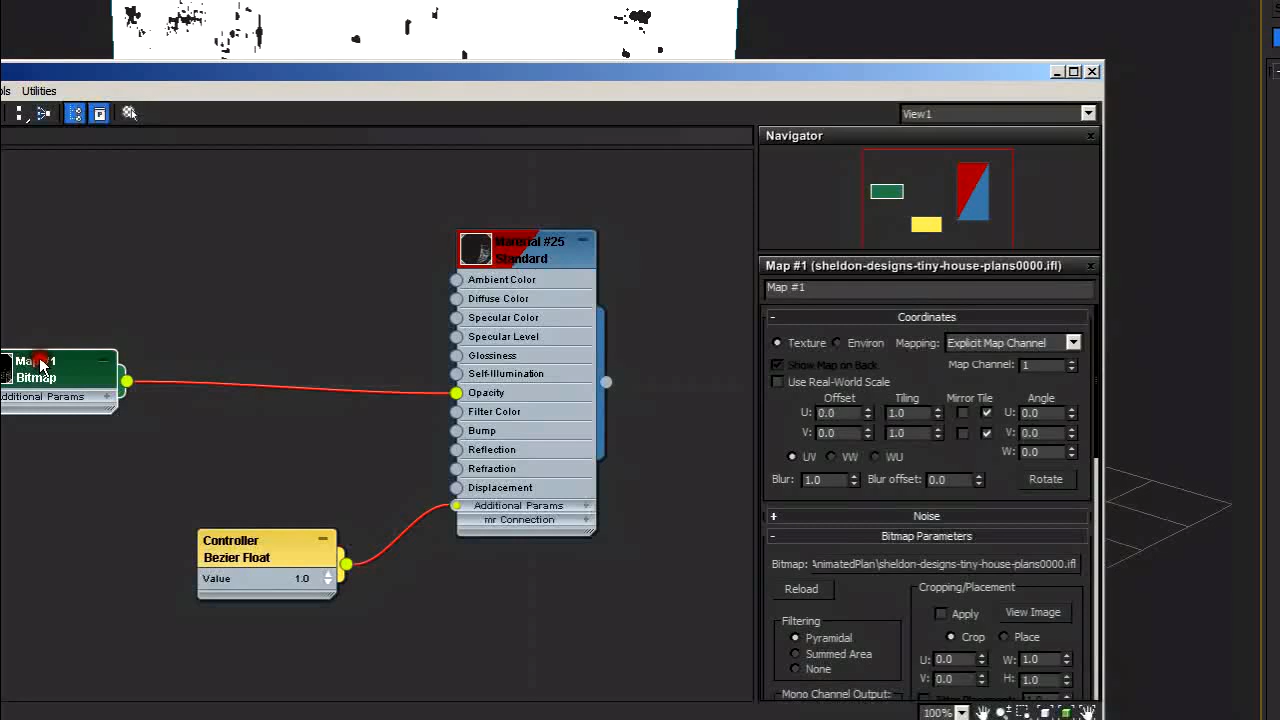 ols Utilities
View1
Navigator
Material #25
Standard
Ambient Color
Diffuse Color
Specular Color
Specular Level
Glossiness
Self-Illumination
Opacity
Filter Color
Bump
Reflection
Refraction
Displacement
Additional Params
mr Connection
Bitmap
dditional Params
Controller
Bezier Float
Value 1.0
Map #1 (sheldon-designs-tiny-house-plans0000.ifl)
Map #1
Coordinates
Texture Environ Mapping: Explicit Map Channel
Show Map on Back Map Channel: 1
Use Real-World Scale
Offset Tiling Mirror Tile Angle
U: 0.0 1.0 U: 0.0
V: 0.0 1.0 V: 0.0
UV VW WU W: 0.0
Blur: 1.0 Blur offset: 0.0 Rotate
Noise
Bitmap Parameters
Bitmap: \AnimatedPlan\sheldon-designs-tiny-house-plans0000.ifl
Reload
Cropping/Placement
Apply View Image
Filtering
Pyramidal
Summed Area
None
Crop Place
U: 0.0 W: 1.0
V: 0.0 H: 1.0
Mono Channel Output:
100%